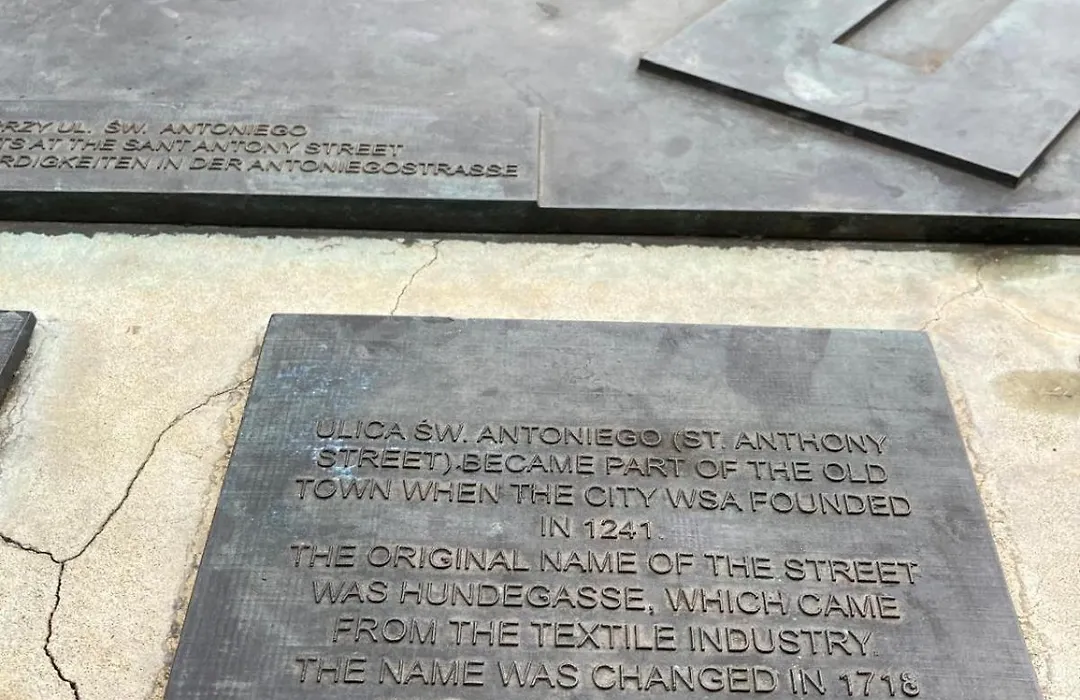 RZY UL. ŚW. ANTONIEGO
TS AT THE SANT ANTONY STREET
RDIGKEITEN IN DER ANTONIEGOSTRASSE
ULICA ŚW. ANTONIEGO (ST. ANTHONY
STREET) BECAME PART OF THE OLD
TOWN WHEN THE CITY WSA FOUNDED
IN 1241.
THE ORIGINAL NAME OF THE STREET
WAS HUNDEGASSE, WHICH CAME
FROM THE TEXTILE INDUSTRY.
THE NAME WAS CHANGED IN 1718